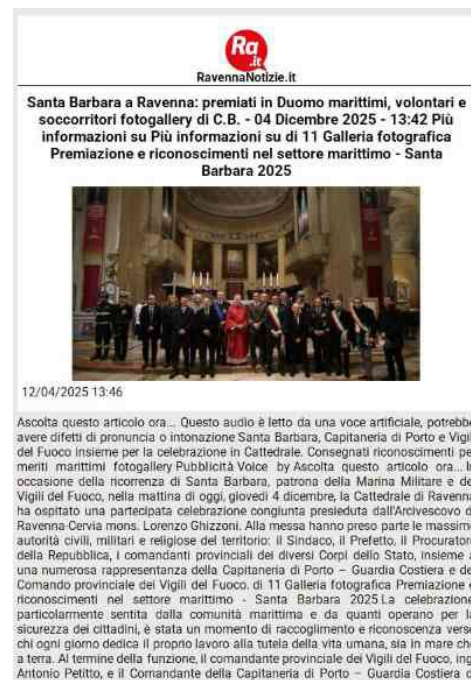 Ra
.it
RavennaNotizie.it
Santa Barbara a Ravenna: premiati in Duomo marittimi, volontari e
soccorritori fotogallery di C.B. - 04 Dicembre 2025 - 13:42 Più
informazioni su Più informazioni su di 11 Galleria fotografica
Premiazione e riconoscimenti nel settore marittimo - Santa
Barbara 2025
12/04/2025 13:46
Ascolta questo articolo ora... Questo audio è letto da una voce artificiale, potrebbe
avere difetti di pronuncia o intonazione Santa Barbara, Capitaneria di Porto e Vigili
del Fuoco insieme per la celebrazione in Cattedrale. Consegnati riconoscimenti per
meriti marittimi fotogallery Pubblicità Voice by Ascolta questo articolo ora... In
occasione della ricorrenza di Santa Barbara, patrona della Marina Militare e dei
Vigili del Fuoco, nella mattina di oggi, giovedì 4 dicembre, la Cattedrale di Ravenna
ha ospitato una partecipata celebrazione congiunta presieduta dall'Arcivescovo di
Ravenna-Cervia mons. Lorenzo Ghizzoni. Alla messa hanno preso parte le massime
autorità civili, militari e religiose del territorio: il Sindaco, il Prefetto, il Procuratore
della Repubblica, i comandanti provinciali dei diversi Corpi dello Stato, insieme a
una numerosa rappresentanza della Capitaneria di Porto – Guardia Costiera e del
Comando provinciale dei Vigili del Fuoco. di 11 Galleria fotografica Premiazione e
riconoscimenti nel settore marittimo - Santa Barbara 2025 La celebrazione,
particolarmente sentita dalla comunità marittima e da quanti operano per la
sicurezza dei cittadini, è stata un momento di raccoglimento e riconoscenza verso
chi ogni giorno dedica il proprio lavoro alla tutela della vita umana, sia in mare che
a terra. Al termine della funzione, il comandante provinciale dei Vigili del Fuoco, ing.
Antonio Petitto, e il Comandante della Capitaneria di Porto – Guardia Costiera